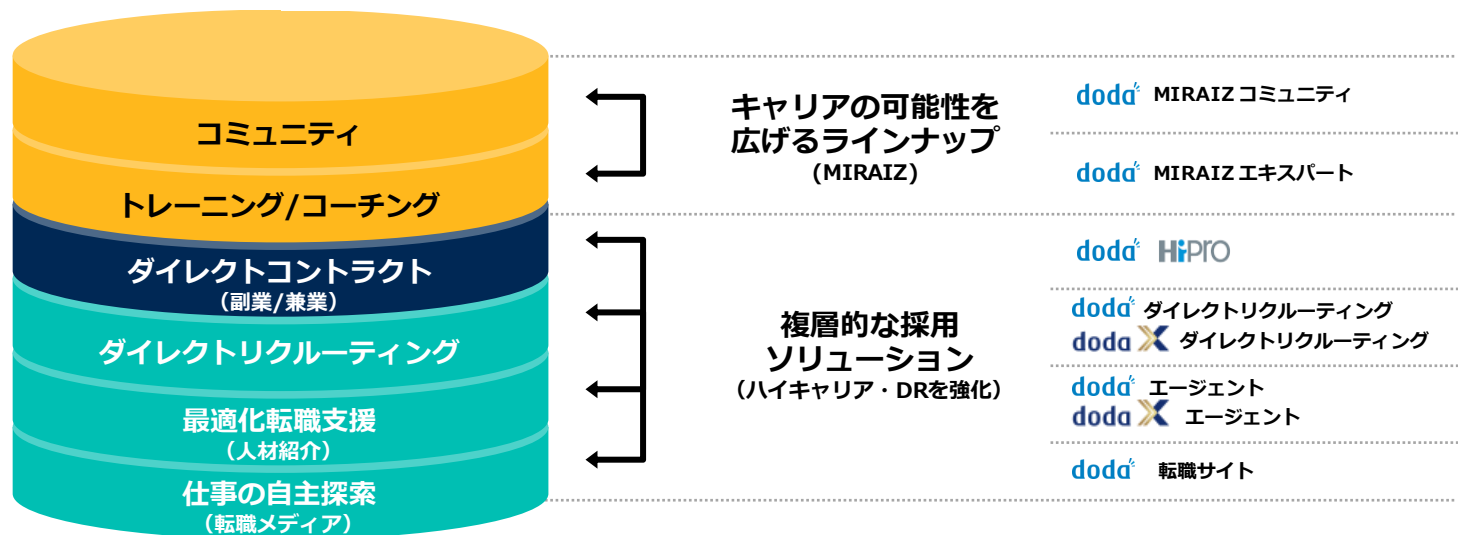 コミュニティ
トレーニング/コーチング
ダイレクトコントラクト
（副業/兼業）
ダイレクトリクルーティング
最適化転職支援
（人材紹介）
仕事の自主探索
（転職メディア）
キャリアの可能性を
広げるラインナップ
(MIRAIZ)
複層的な採用
ソリューション
（ハイキャリア・DRを強化）
doda MIRAIZ コミュニティ
doda MIRAIZ エキスパート
doda HiPro
doda ダイレクトリクルーティング
doda X ダイレクトリクルーティング
doda エージェント
doda X エージェント
doda 転職サイト